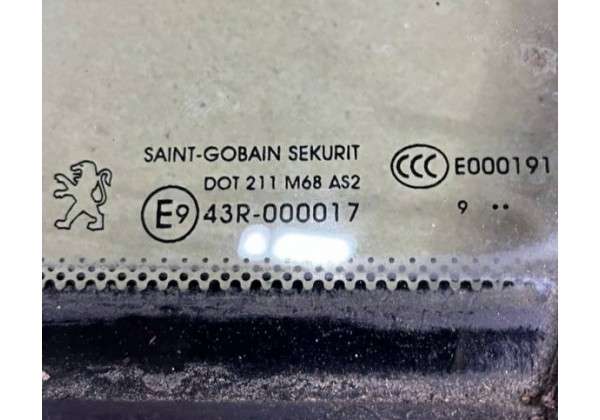 SAINT-GOBAIN SEKURIT
DOT 211 M68 AS2
E9 43R-000017
CCC E000191
9 ..